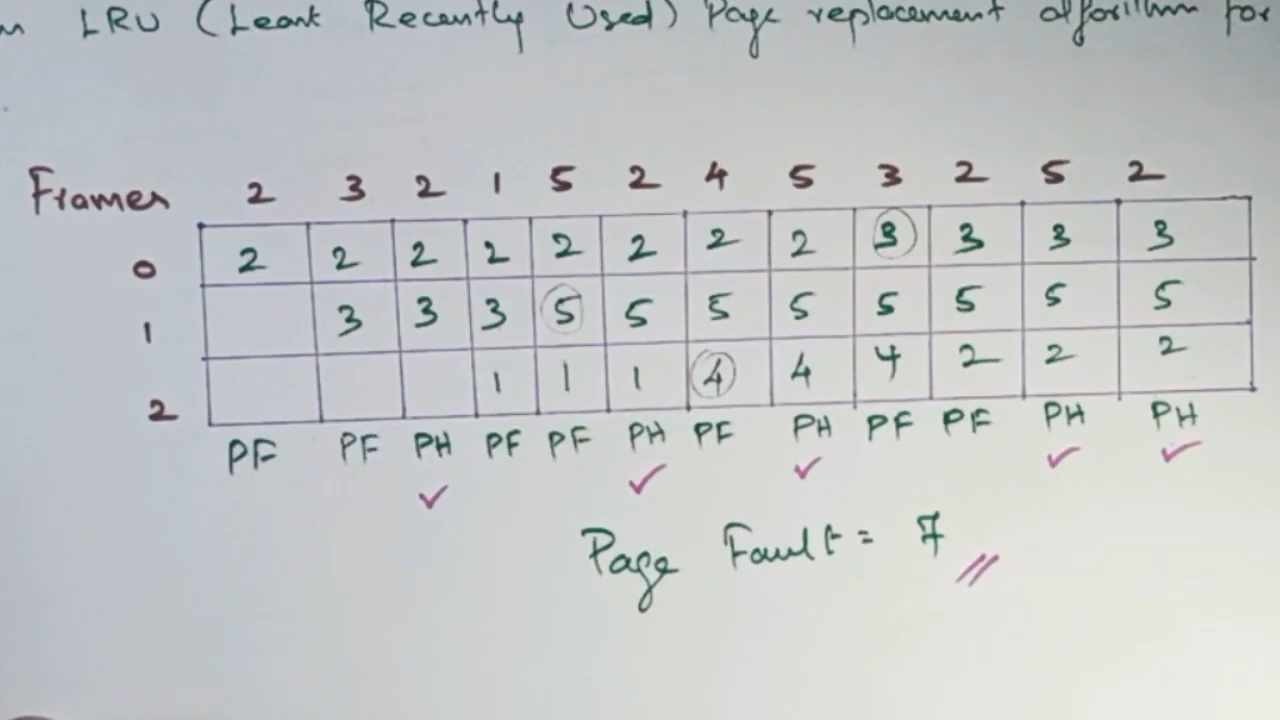 LRU (Least Recently Used) Page replacement algorithm for
Frames 2 3 2 1 5 2 4 5 3 2 5 2
0 2 2 2 2 2 2 2 2 3 3 3 3
1 3 3 3 5 5 5 5 5 5 5 5
2 1 1 1 4 4 4 2 2 2
PF PF PH PF PF PH PF PH PF PF PH PH
Page Fault = 7